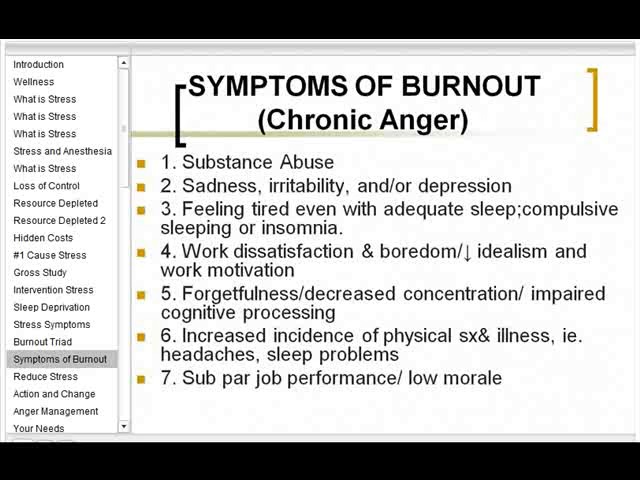 Introduction
Wellness
What is Stress
What is Stress
What is Stress
Stress and Anesthesia
What is Stress
Loss of Control
Resource Depleted
Resource Depleted 2
Hidden Costs
#1 Cause Stress
Gross Study
Intervention Stress
Sleep Deprivation
Stress Symptoms
Burnout Triad
Symptoms of Burnout
Reduce Stress
Action and Change
Anger Management
Your Needs
SYMPTOMS OF BURNOUT
(Chronic Anger)
1. Substance Abuse
2. Sadness, irritability, and/or depression
3. Feeling tired even with adequate sleep;compulsive
sleeping or insomnia.
4. Work dissatisfaction & boredom/↓ idealism and
work motivation
5. Forgetfulness/decreased concentration/ impaired
cognitive processing
6. Increased incidence of physical sx& illness, ie.
headaches, sleep problems
7. Sub par job performance/ low morale